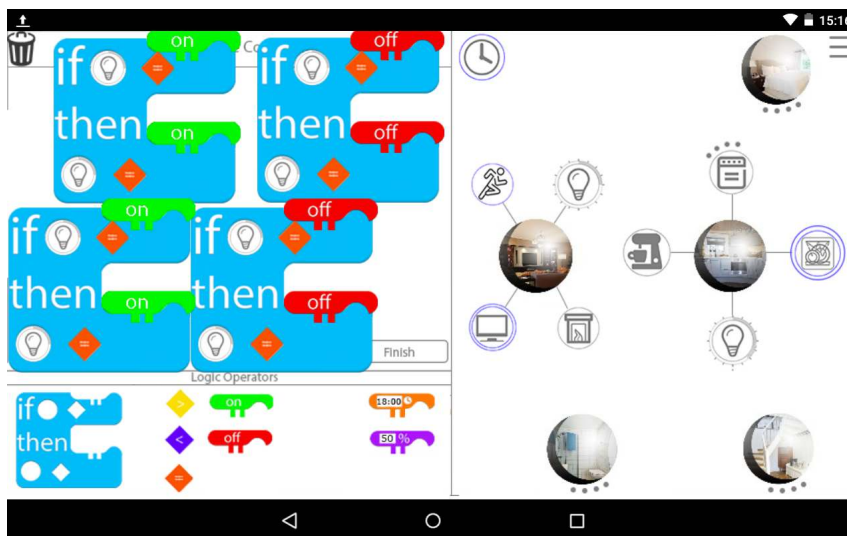 15:16
on
off
if
if
then
then
on
off
on
off
if
if
then
then
on
off
Finish
Logic Operators
if
then
>
on
18:00
<
off
50 %